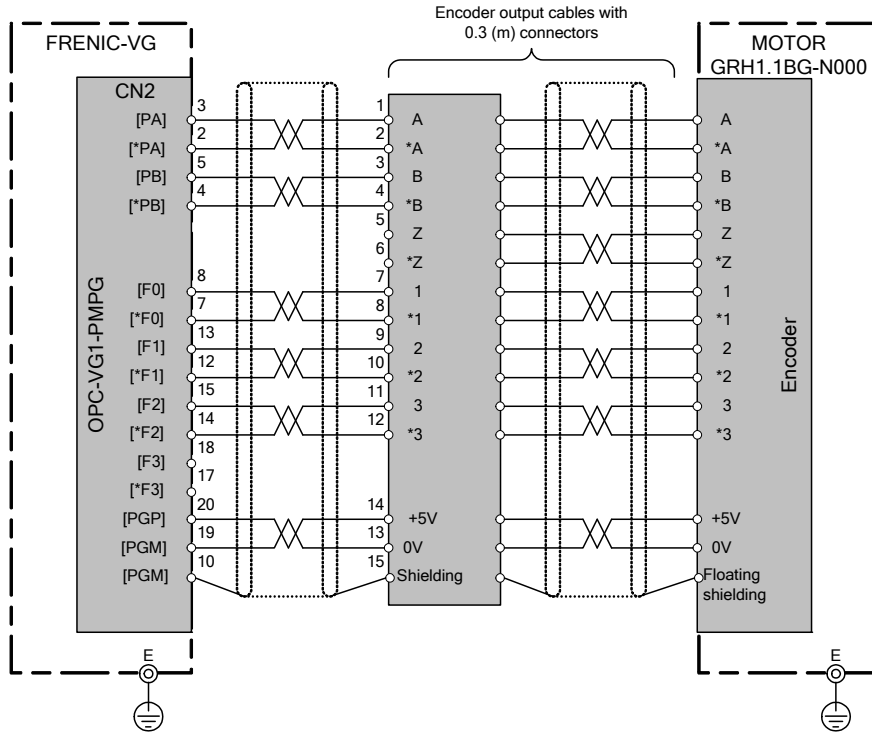 Encoder output cables with
0.3 (m) connectors
FRENIC-VG
MOTOR
GRH1.1BG-N000
CN2
OPC-VG1-PMPG
Encoder
[PA] 3 1 A A
[*PA] 2 2 *A *A
[PB] 5 3 B B
[*PB] 4 4 *B *B
5 Z Z
6 *Z *Z
[F0] 8 7 1 1
[*F0] 7 8 *1 *1
[F1] 13 9 2 2
[*F1] 12 10 *2 *2
[F2] 15 11 3 3
[*F2] 14 12 *3 *3
[F3] 18
[*F3] 17
[PGP] 20 14 +5V +5V
[PGM] 19 13 0V 0V
[PGM] 10 15 Shielding Floating
shielding
E E